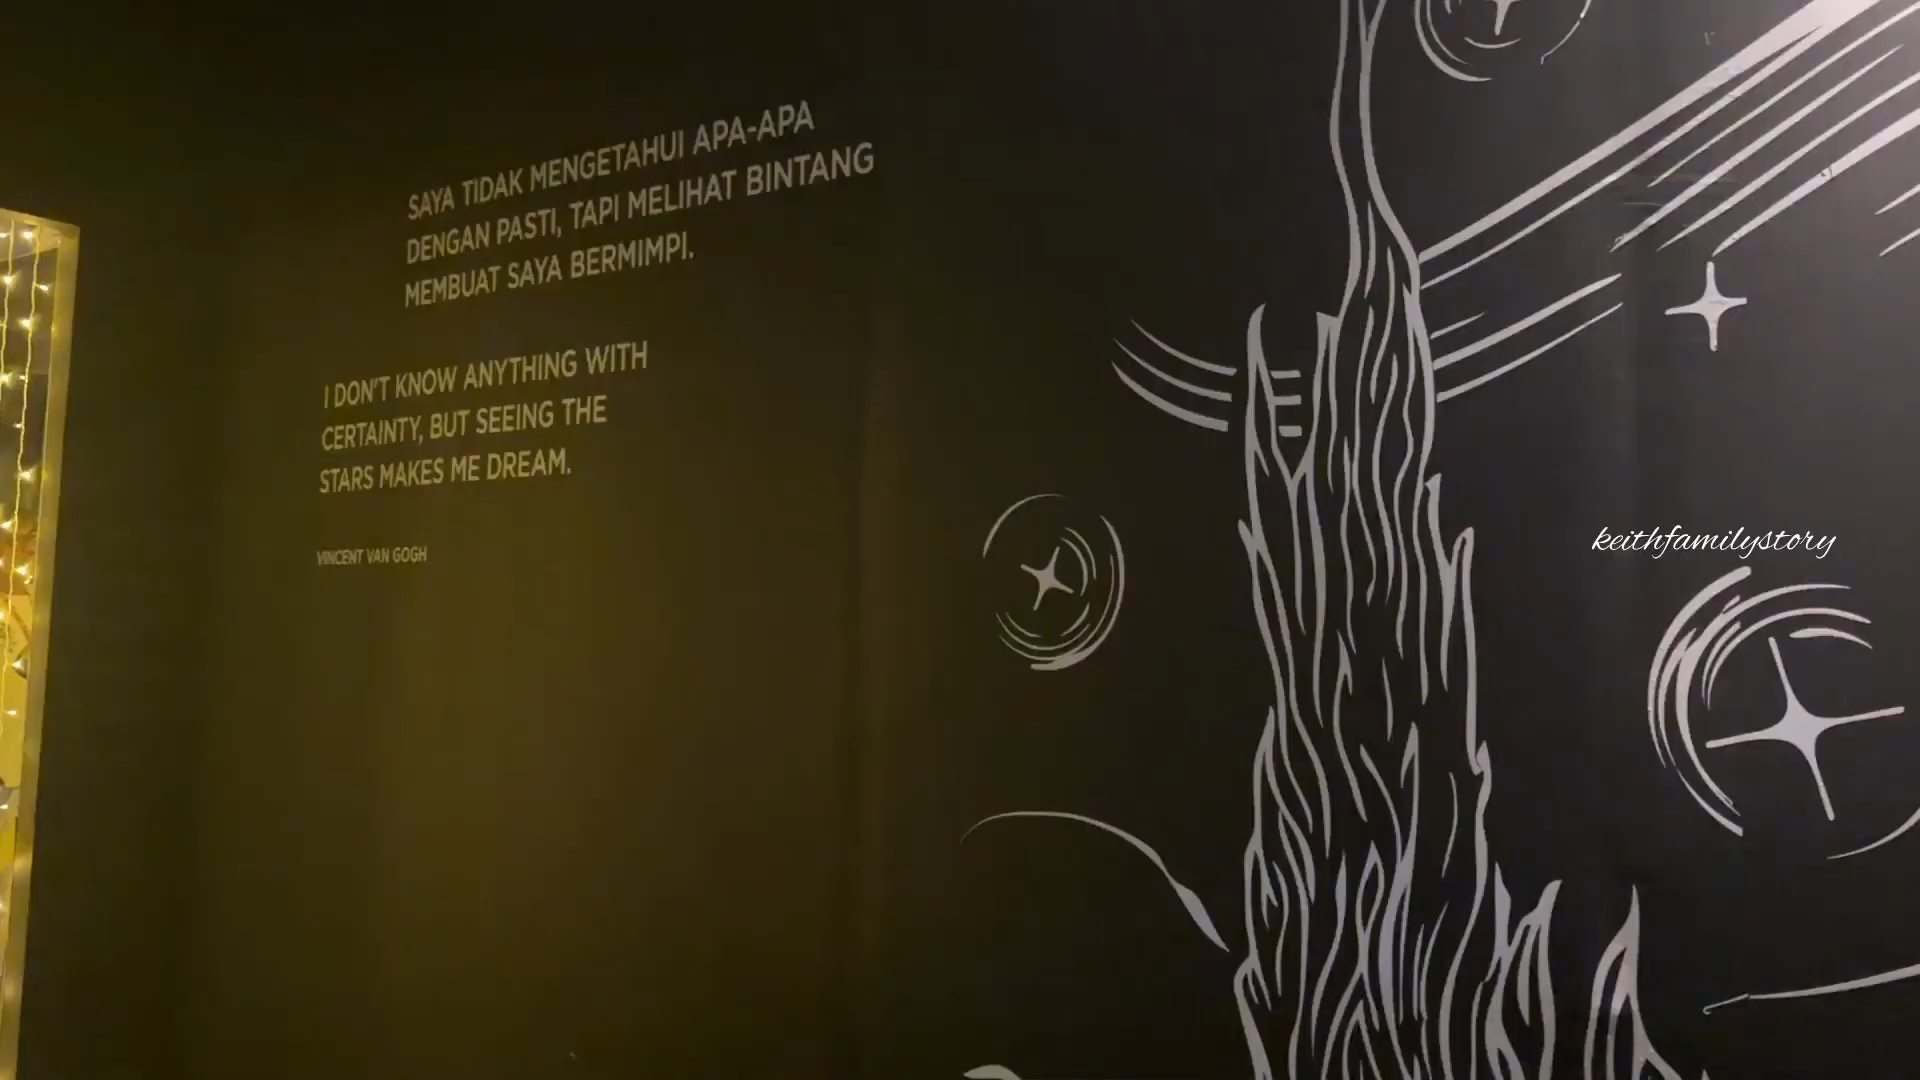 SAYA TIDAK MENGETAHUI APA-APA
DENGAN PASTI, TAPI MELIHAT BINTANG
MEMBUAT SAYA BERMIMPI.
I DON'T KNOW ANYTHING WITH
CERTAINTY, BUT SEEING THE
STARS MAKES ME DREAM.
VINCENT VAN GOGH
keithfamilystory